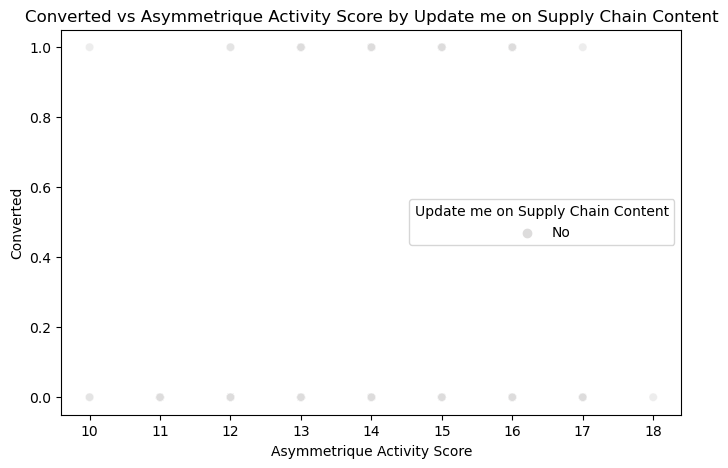 Converted vs Asymmetrique Activity Score by Update me on Supply Chain Content
1.0
0.8
0.6
0.4
0.2
0.0
Converted
Update me on Supply Chain Content
No
10 11 12 13 14 15 16 17 18
Asymmetrique Activity Score